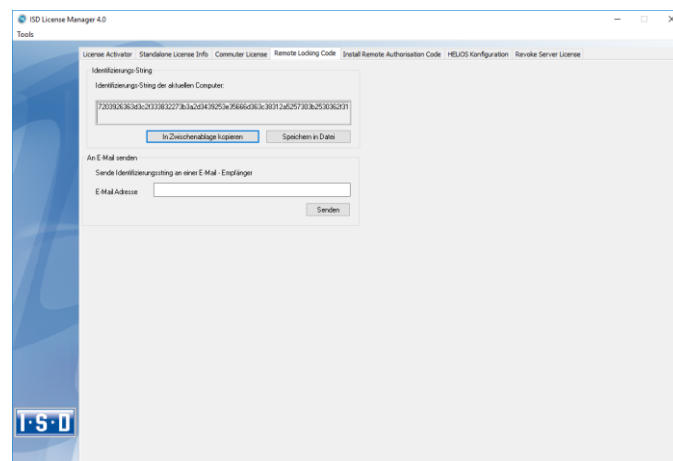 ISD License Manager 4.0
Tools
License Activator Standalone License Info Commuter License Remote Locking Code Install Remote Authorisation Code HELiOS Konfiguration Revoke Server License
Identifizierungs-String
Identifizierungs-String der aktuellen Computer:
In Zwischenablage kopieren Speichern in Datei
An E-Mail senden
Sende Identifizierungsstring an einer E-Mail - Empfänger
E-Mail Adresse
Senden
I·S·D